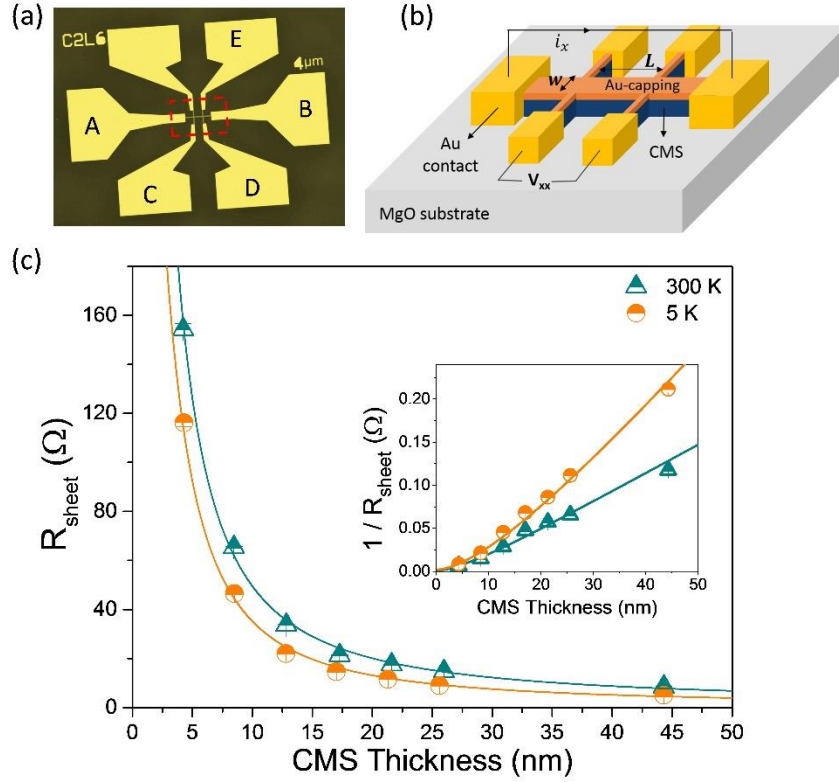 (a)
C2L6
4μm
A
B
C
D
E
(b)
iₓ
w
L
Au-capping
Au
contact
CMS
Vₓₓ
MgO substrate
(c)
300 K
5 K
R_sheet (Ω)
160
120
80
40
0
0 5 10 15 20 25 30 35 40 45 50
CMS Thickness (nm)
1 / R_sheet (Ω)
0.20
0.15
0.10
0.05
0.00
0 10 20 30 40 50
CMS Thickness (nm)